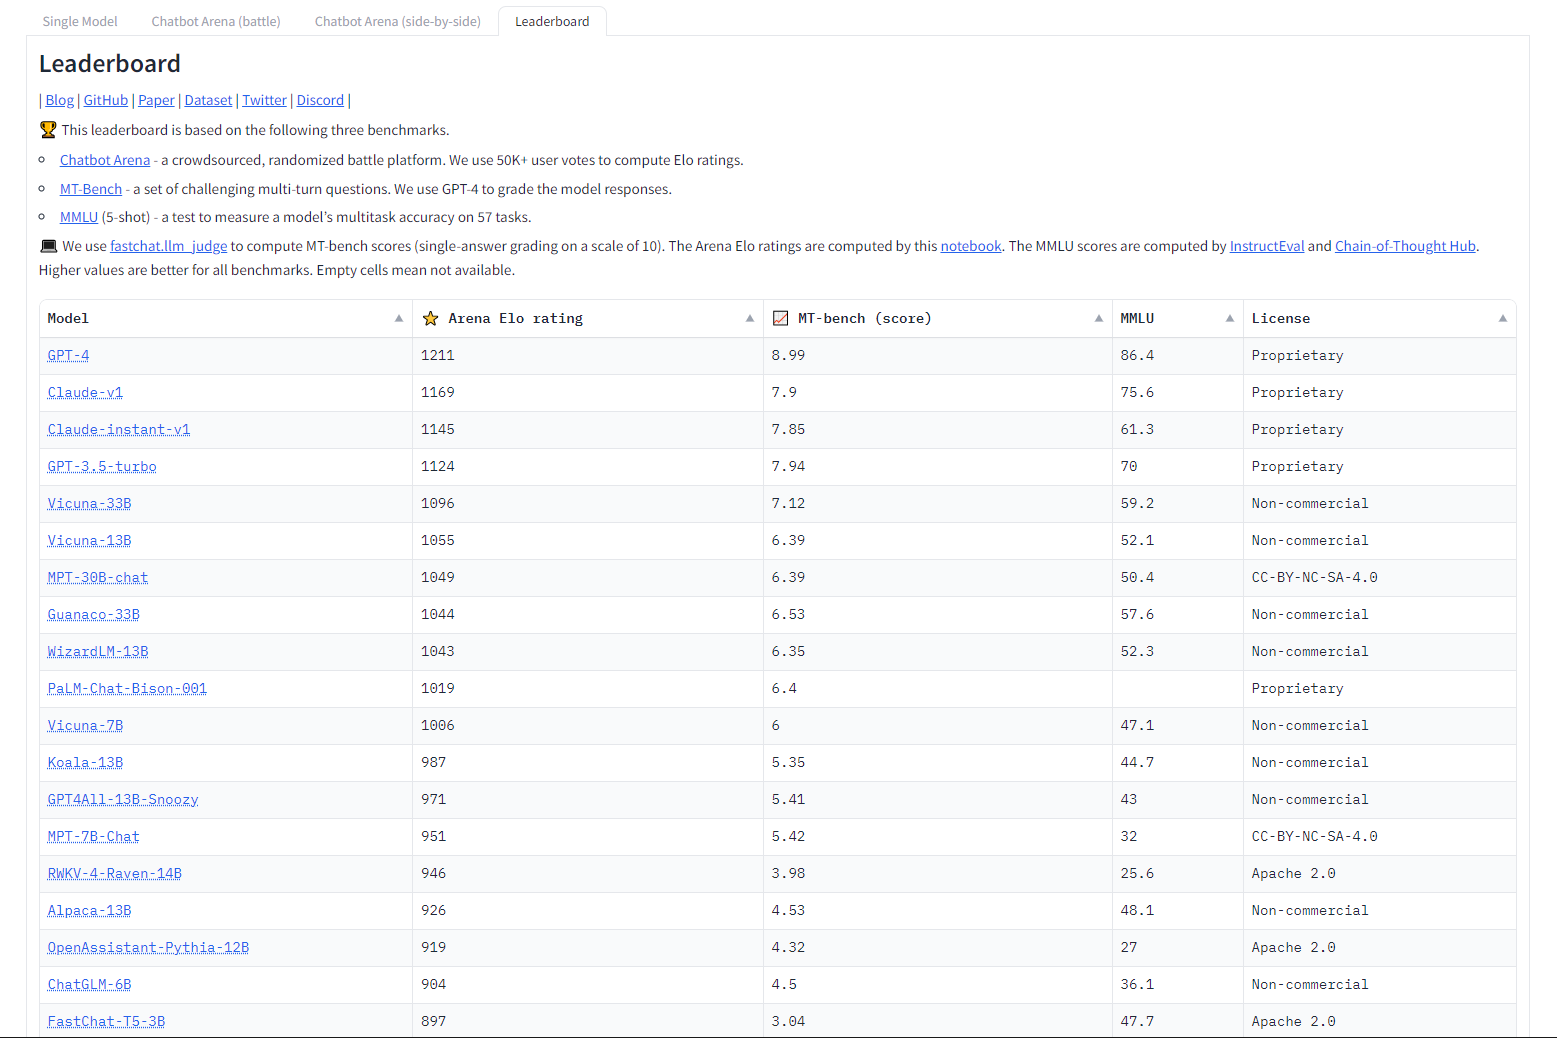 Single Model Chatbot Arena (battle) Chatbot Arena (side-by-side) Leaderboard
Leaderboard
| Blog | GitHub | Paper | Dataset | Twitter | Discord |
🏆 This leaderboard is based on the following three benchmarks.
Chatbot Arena - a crowdsourced, randomized battle platform. We use 50K+ user votes to compute Elo ratings.
MT-Bench - a set of challenging multi-turn questions. We use GPT-4 to grade the model responses.
MMLU (5-shot) - a test to measure a model’s multitask accuracy on 57 tasks.
💻 We use fastchat.llm_judge to compute MT-bench scores (single-answer grading on a scale of 10). The Arena Elo ratings are computed by this notebook. The MMLU scores are computed by InstructEval and Chain-of-Thought Hub.
Higher values are better for all benchmarks. Empty cells mean not available.
Model ⭐ Arena Elo rating 📈 MT-bench (score) MMLU License
GPT-4 1211 8.99 86.4 Proprietary
Claude-v1 1169 7.9 75.6 Proprietary
Claude-instant-v1 1145 7.85 61.3 Proprietary
GPT-3.5-turbo 1124 7.94 70 Proprietary
Vicuna-33B 1096 7.12 59.2 Non-commercial
Vicuna-13B 1055 6.39 52.1 Non-commercial
MPT-30B-chat 1049 6.39 50.4 CC-BY-NC-SA-4.0
Guanaco-33B 1044 6.53 57.6 Non-commercial
WizardLM-13B 1043 6.35 52.3 Non-commercial
PaLM-Chat-Bison-001 1019 6.4 Proprietary
Vicuna-7B 1006 6 47.1 Non-commercial
Koala-13B 987 5.35 44.7 Non-commercial
GPT4All-13B-Snoozy 971 5.41 43 Non-commercial
MPT-7B-Chat 951 5.42 32 CC-BY-NC-SA-4.0
RWKV-4-Raven-14B 946 3.98 25.6 Apache 2.0
Alpaca-13B 926 4.53 48.1 Non-commercial
OpenAssistant-Pythia-12B 919 4.32 27 Apache 2.0
ChatGLM-6B 904 4.5 36.1 Non-commercial
FastChat-T5-3B 897 3.04 47.7 Apache 2.0